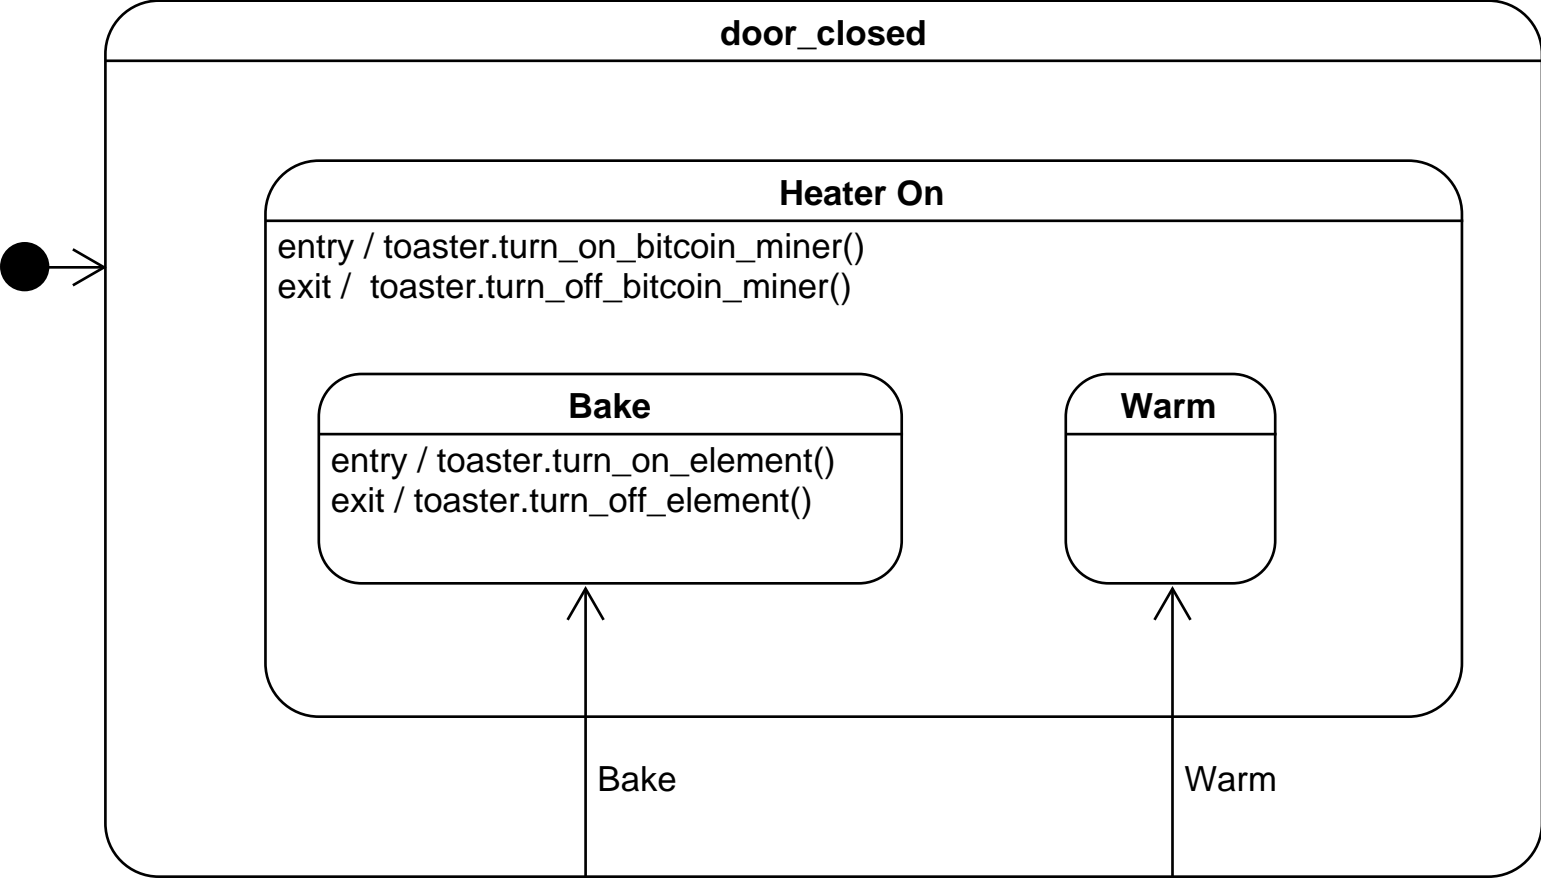 door_closed
Heater On
entry / toaster.turn_on_bitcoin_miner()
exit /  toaster.turn_off_bitcoin_miner()
Bake
entry / toaster.turn_on_element()
exit / toaster.turn_off_element()
Warm
Bake
Warm